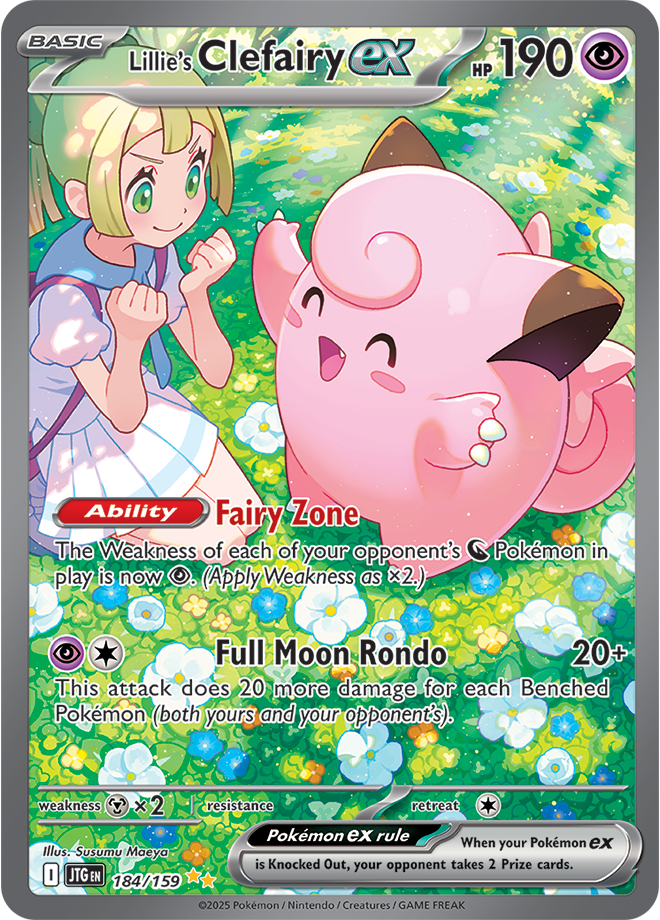 BASIC
Lillie's Clefairy ex HP 190
Ability Fairy Zone
The Weakness of each of your opponent's Pokémon in
play is now . (Apply Weakness as ×2.)
Full Moon Rondo 20+
This attack does 20 more damage for each Benched
Pokémon (both yours and your opponent's).
weakness ×2 resistance retreat
Pokémon ex rule When your Pokémon ex
is Knocked Out, your opponent takes 2 Prize cards.
Illus. Susumu Maeya
I JTG EN 184/159
©2025 Pokémon / Nintendo / Creatures / GAME FREAK